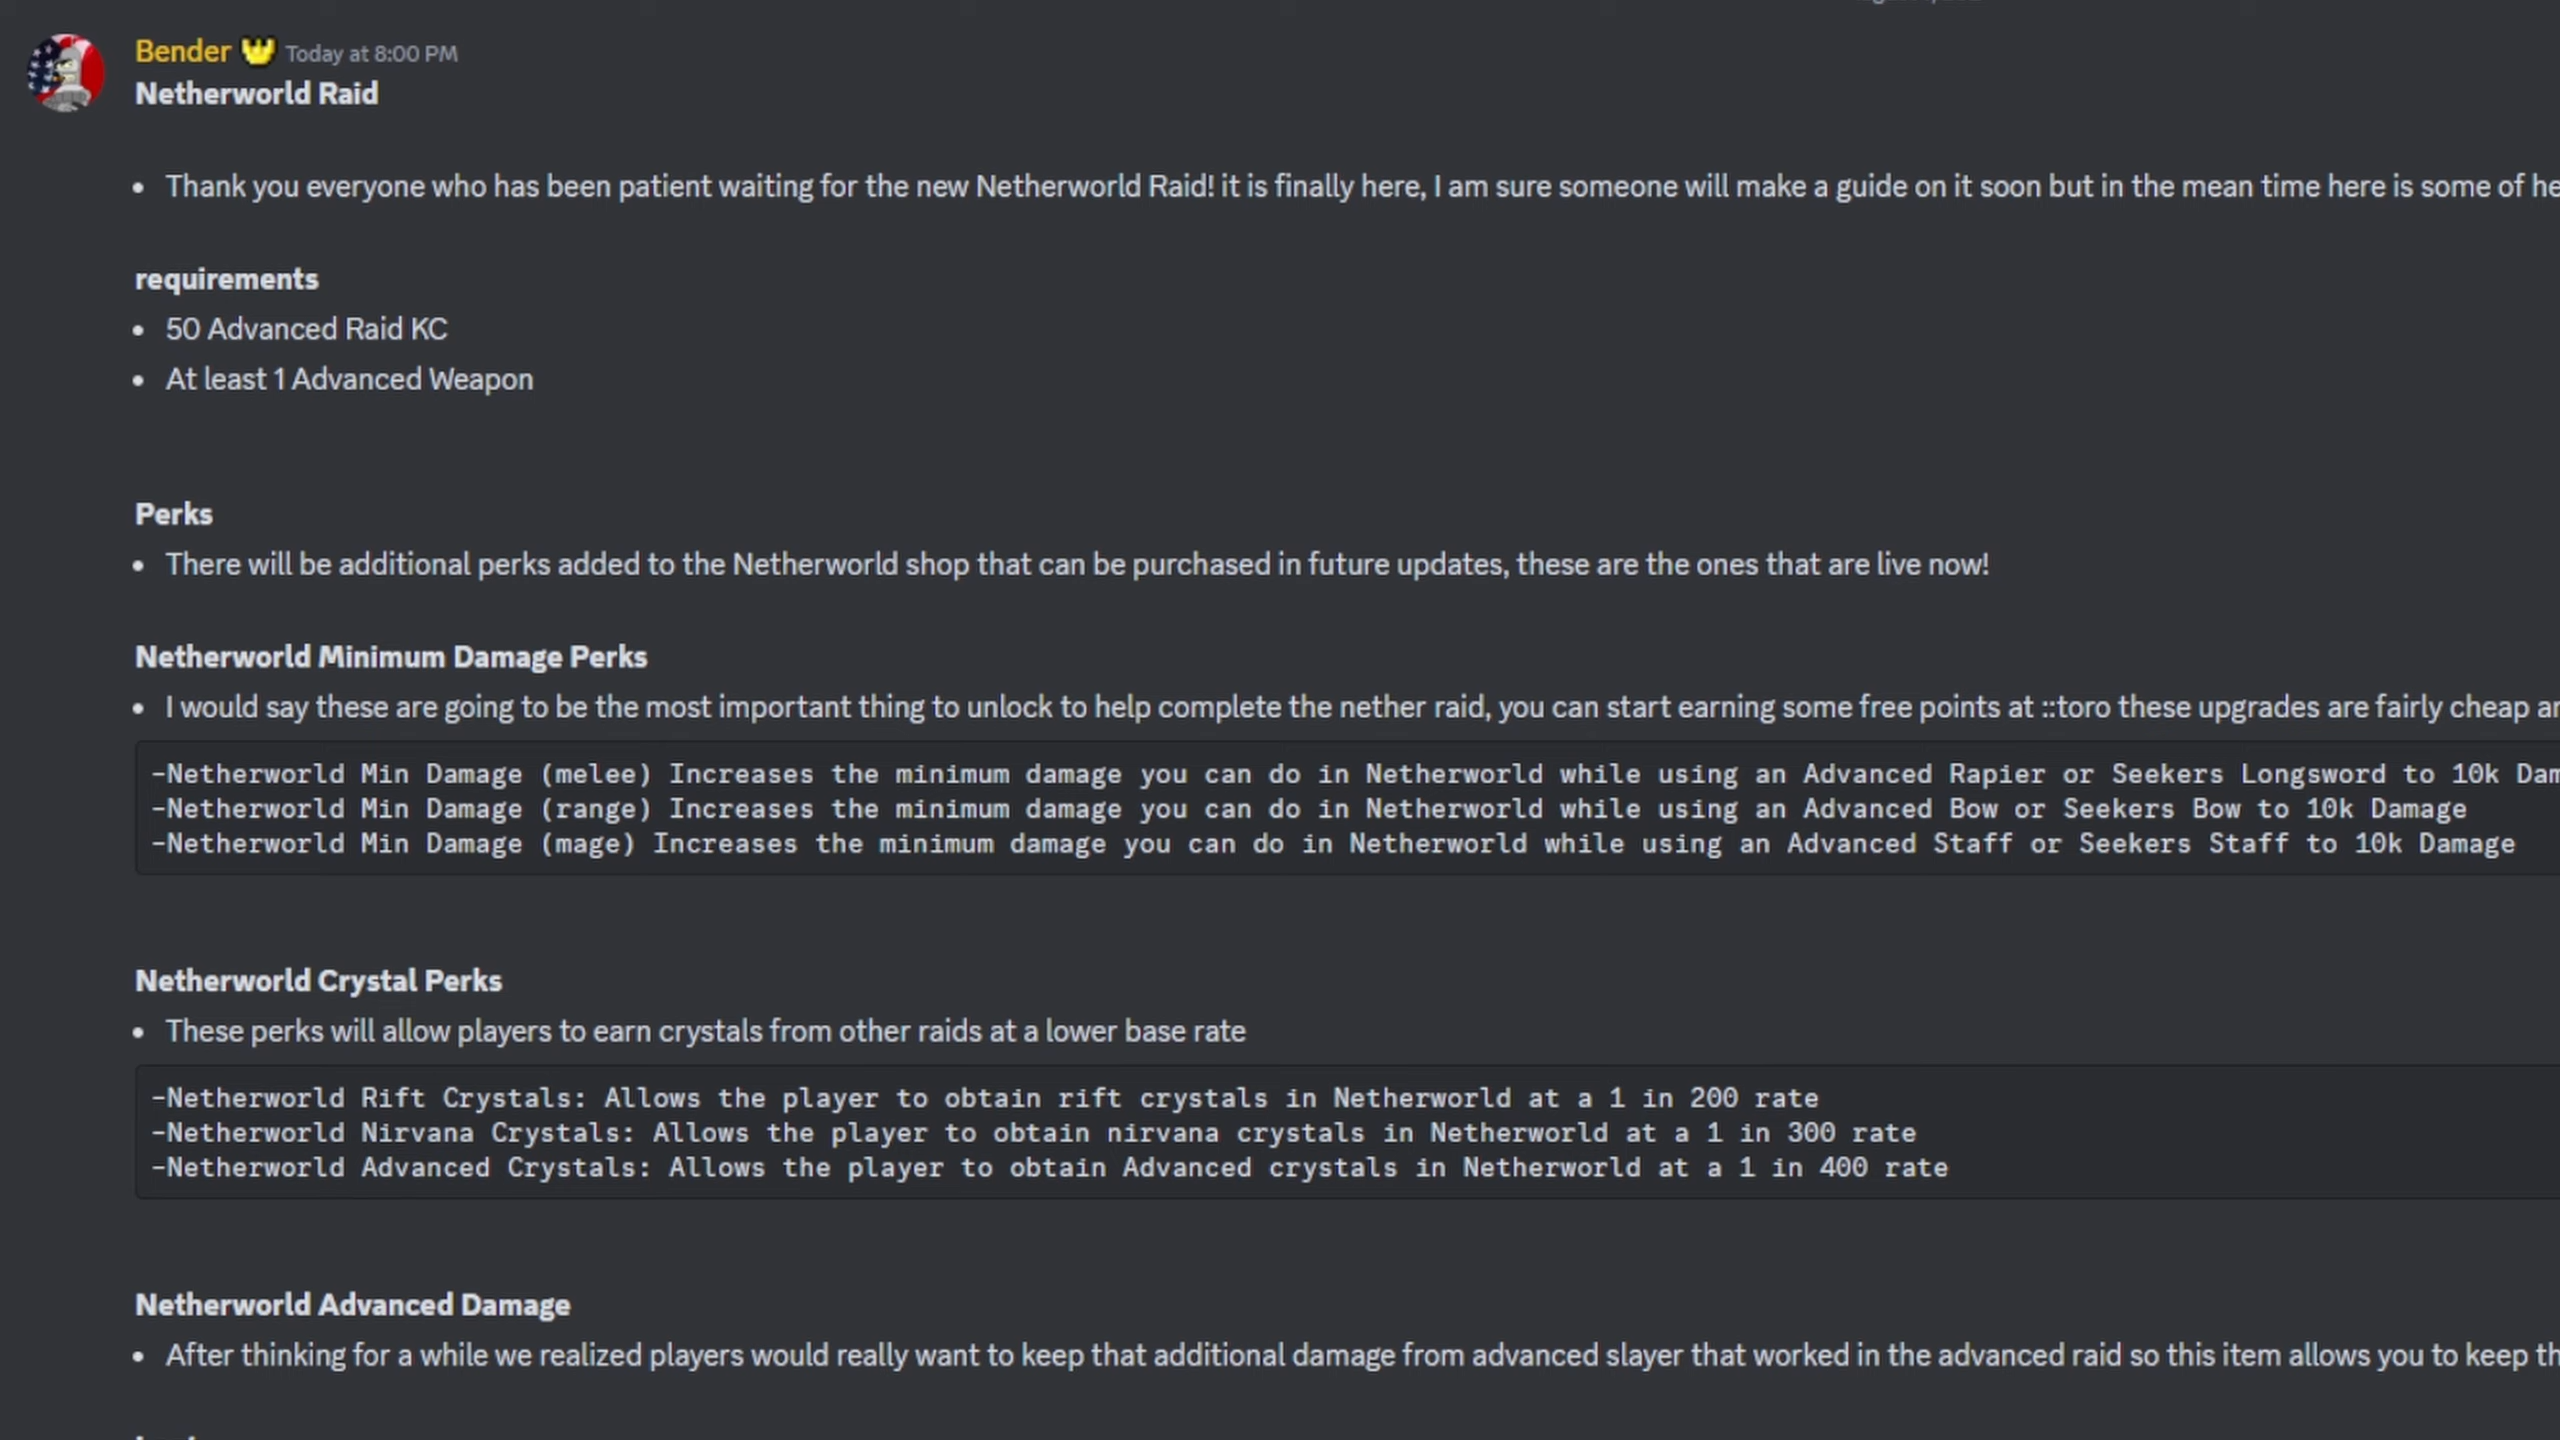 Bender Today at 8:00 PM
Netherworld Raid
• Thank you everyone who has been patient waiting for the new Netherworld Raid! it is finally here, I am sure someone will make a guide on it soon but in the mean time here is some of
requirements
• 50 Advanced Raid KC
• At least 1 Advanced Weapon
Perks
• There will be additional perks added to the Netherworld shop that can be purchased in future updates, these are the ones that are live now!
Netherworld Minimum Damage Perks
• I would say these are going to be the most important thing to unlock to help complete the nether raid, you can start earning some free points at ::toro these upgrades are fairly cheap
-Netherworld Min Damage (melee) Increases the minimum damage you can do in Netherworld while using an Advanced Rapier or Seekers Longsword to 10k
-Netherworld Min Damage (range) Increases the minimum damage you can do in Netherworld while using an Advanced Bow or Seekers Bow to 10k Damage
-Netherworld Min Damage (mage) Increases the minimum damage you can do in Netherworld while using an Advanced Staff or Seekers Staff to 10k Damage
Netherworld Crystal Perks
• These perks will allow players to earn crystals from other raids at a lower base rate
-Netherworld Rift Crystals: Allows the player to obtain rift crystals in Netherworld at a 1 in 200 rate
-Netherworld Nirvana Crystals: Allows the player to obtain nirvana crystals in Netherworld at a 1 in 300 rate
-Netherworld Advanced Crystals: Allows the player to obtain Advanced crystals in Netherworld at a 1 in 400 rate
Netherworld Advanced Damage
• After thinking for a while we realized players would really want to keep that additional damage from advanced slayer that worked in the advanced raid so this item allows you to keep